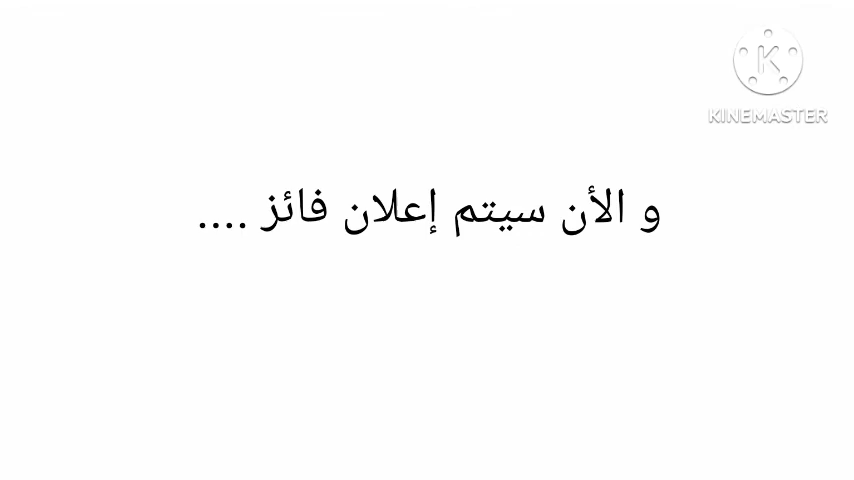 KINEMASTER
و الأن سيتم إعلان فائز ....